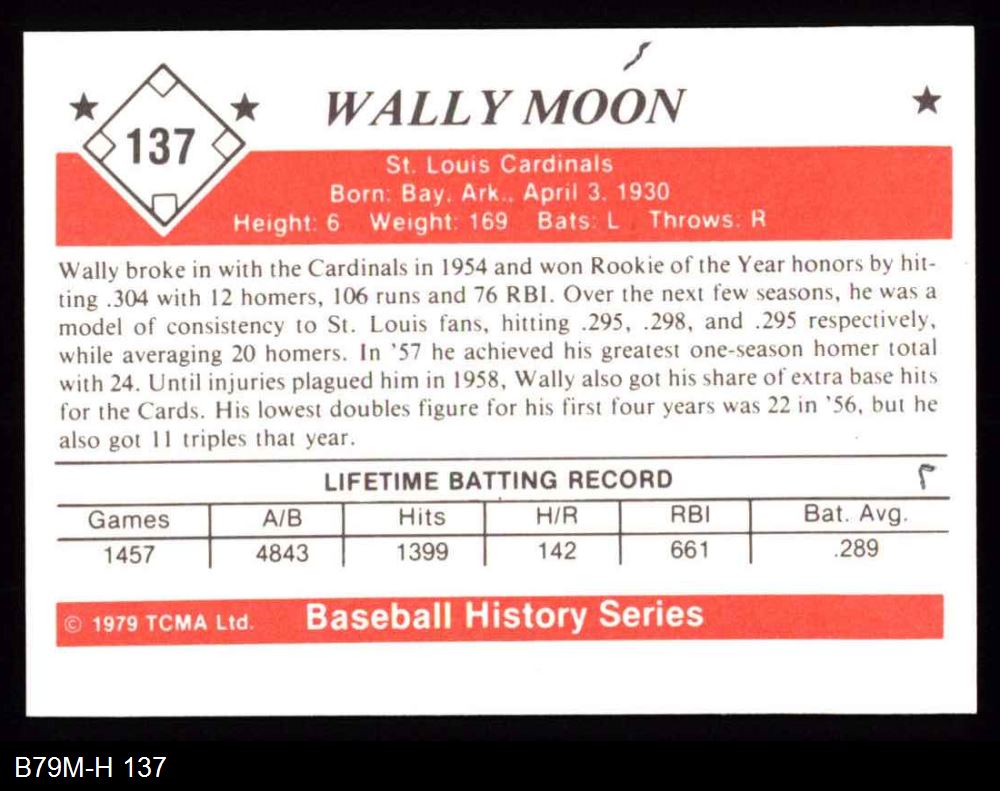 137
WALLY MOON
St. Louis Cardinals
Born: Bay, Ark., April 3, 1930
Height: 6 Weight: 169 Bats: L Throws: R
Wally broke in with the Cardinals in 1954 and won Rookie of the Year honors by hit-
ting .304 with 12 homers, 106 runs and 76 RBI. Over the next few seasons, he was a
model of consistency to St. Louis fans, hitting .295, .298, and .295 respectively,
while averaging 20 homers. In '57 he achieved his greatest one-season homer total
with 24. Until injuries plagued him in 1958, Wally also got his share of extra base hits
for the Cards. His lowest doubles figure for his first four years was 22 in '56, but he
also got 11 triples that year.
LIFETIME BATTING RECORD
Games A/B Hits H/R RBI Bat. Avg.
1457 4843 1399 142 661 .289
© 1979 TCMA Ltd. Baseball History Series
B79M-H 137